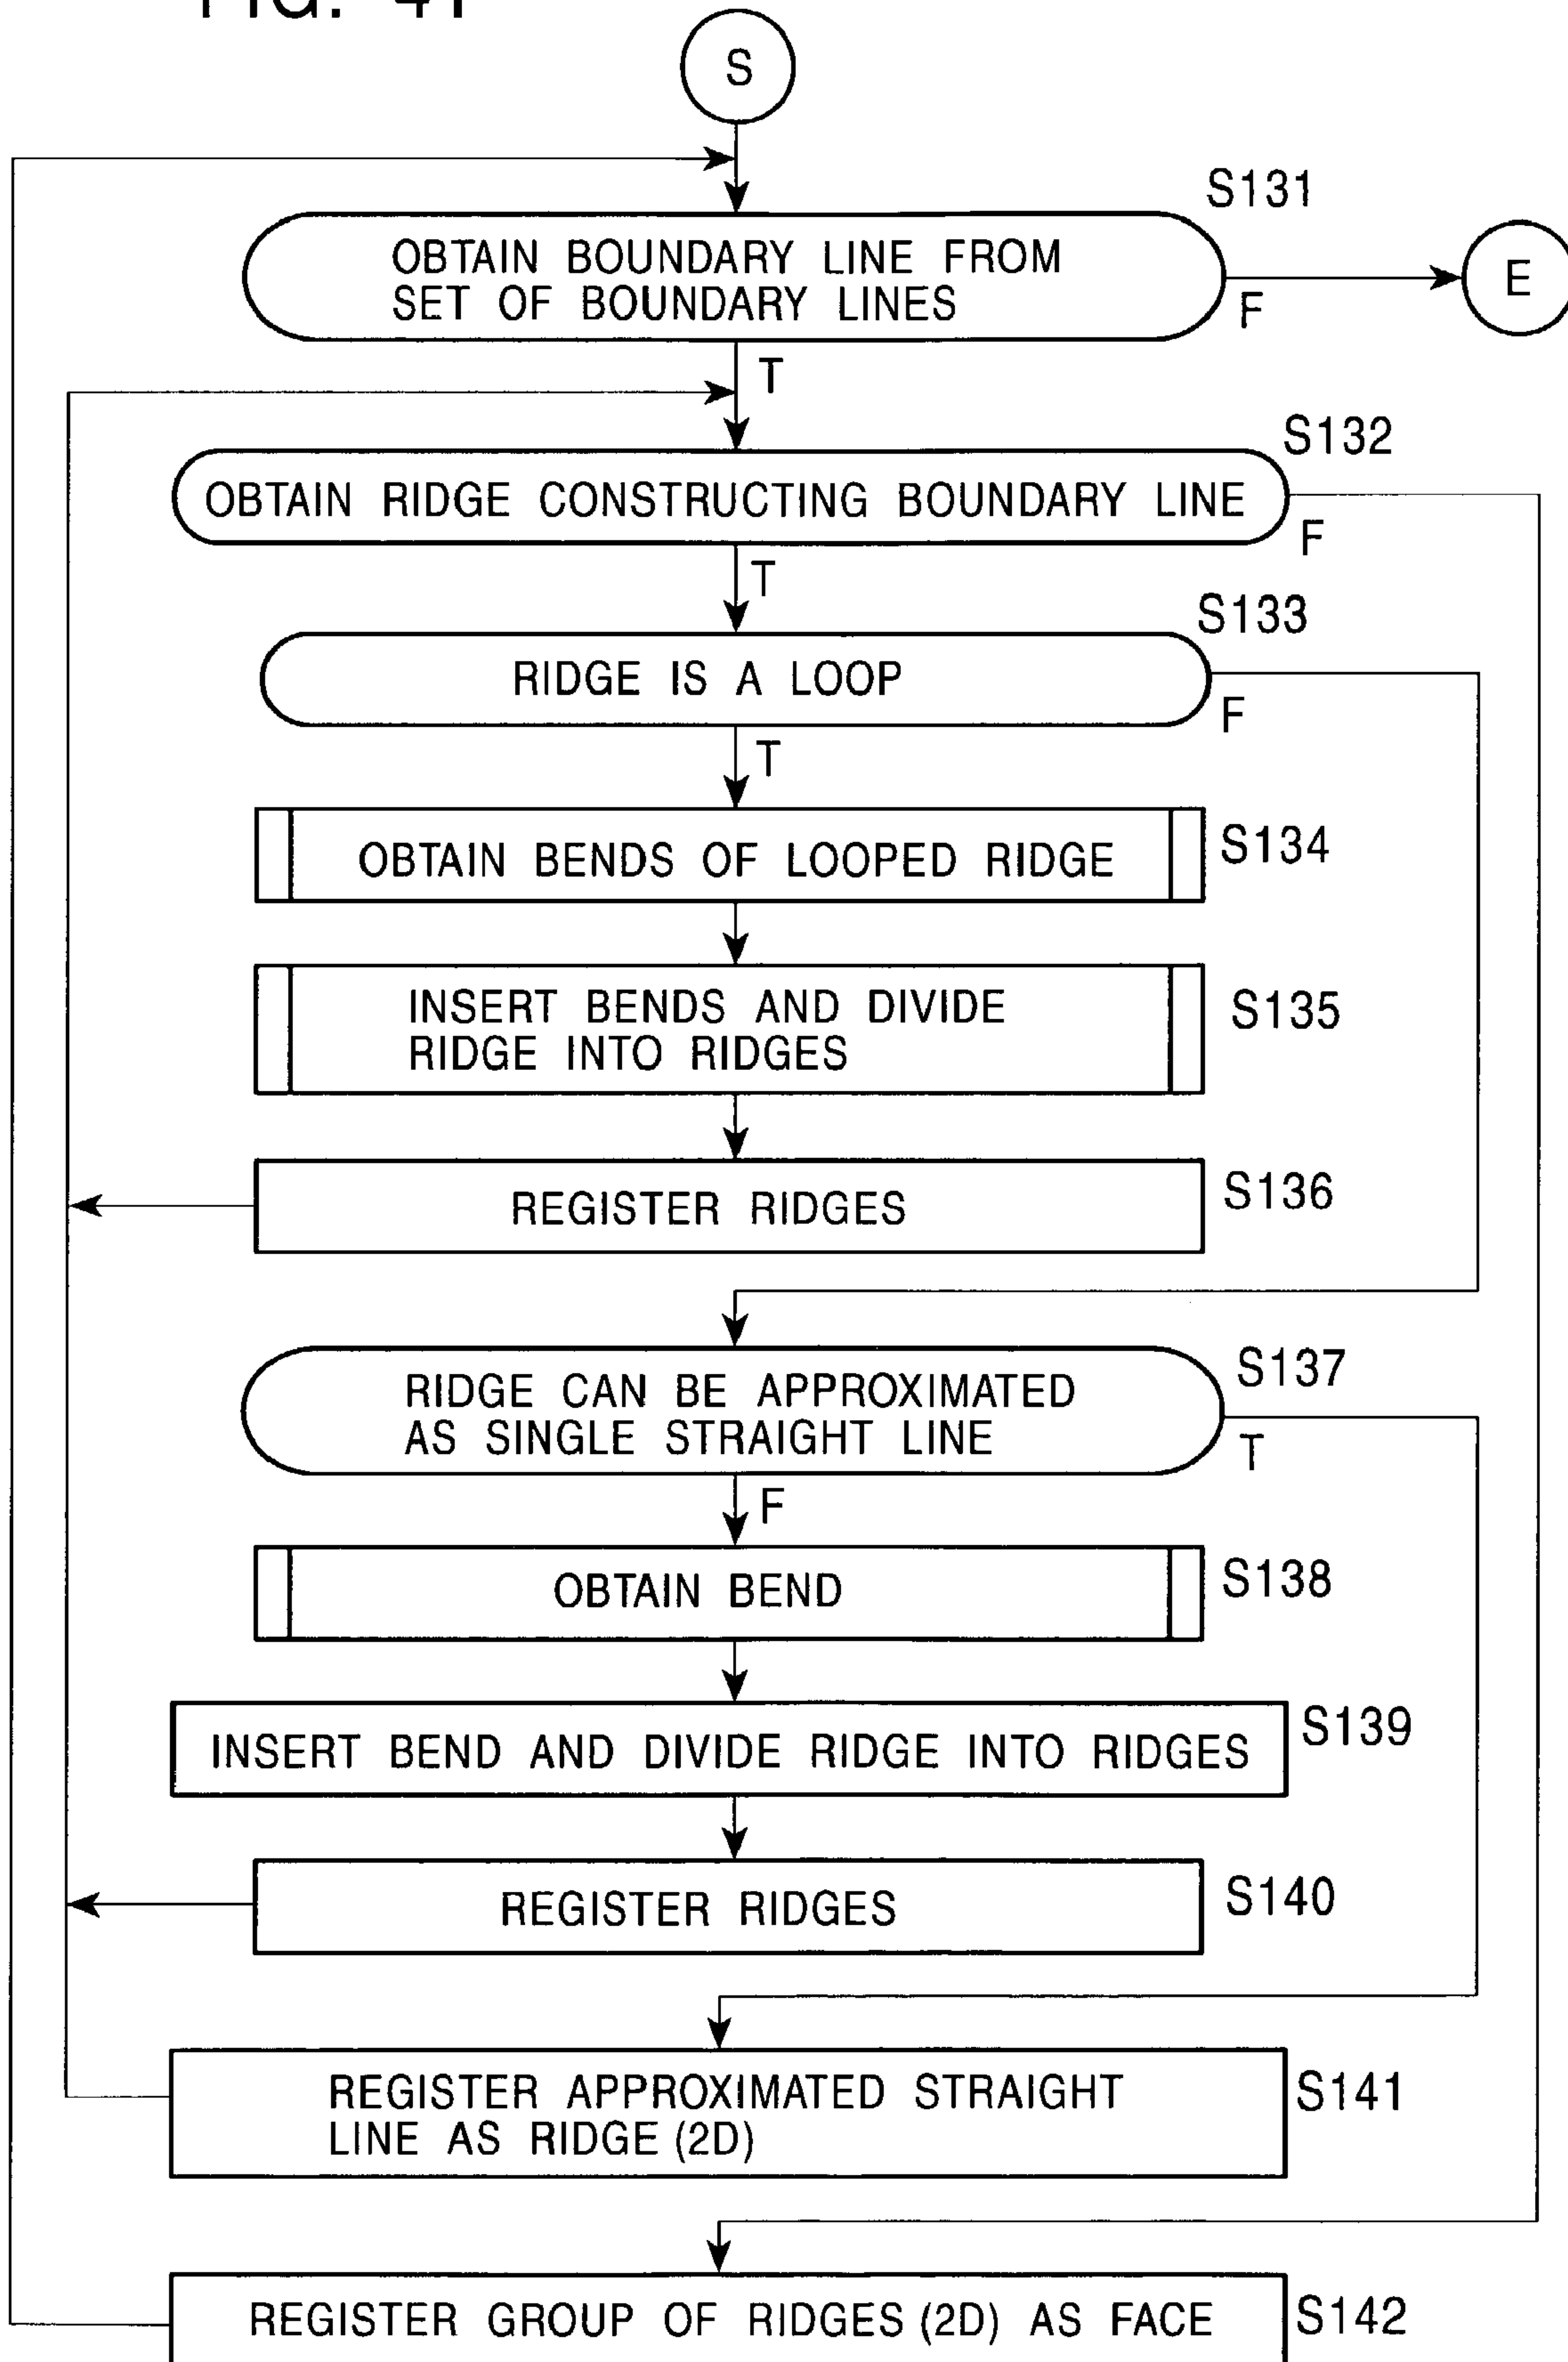 FIG. 41
S
S131
OBTAIN BOUNDARY LINE FROM
SET OF BOUNDARY LINES
F
E
T
S132
OBTAIN RIDGE CONSTRUCTING BOUNDARY LINE
F
T
S133
RIDGE IS A LOOP
F
T
OBTAIN BENDS OF LOOPED RIDGE
S134
INSERT BENDS AND DIVIDE
RIDGE INTO RIDGES
S135
REGISTER RIDGES
S136
S137
RIDGE CAN BE APPROXIMATED
AS SINGLE STRAIGHT LINE
T
F
OBTAIN BEND
S138
INSERT BEND AND DIVIDE RIDGE INTO RIDGES
S139
REGISTER RIDGES
S140
REGISTER APPROXIMATED STRAIGHT
LINE AS RIDGE (2D)
S141
REGISTER GROUP OF RIDGES (2D) AS FACE
S142